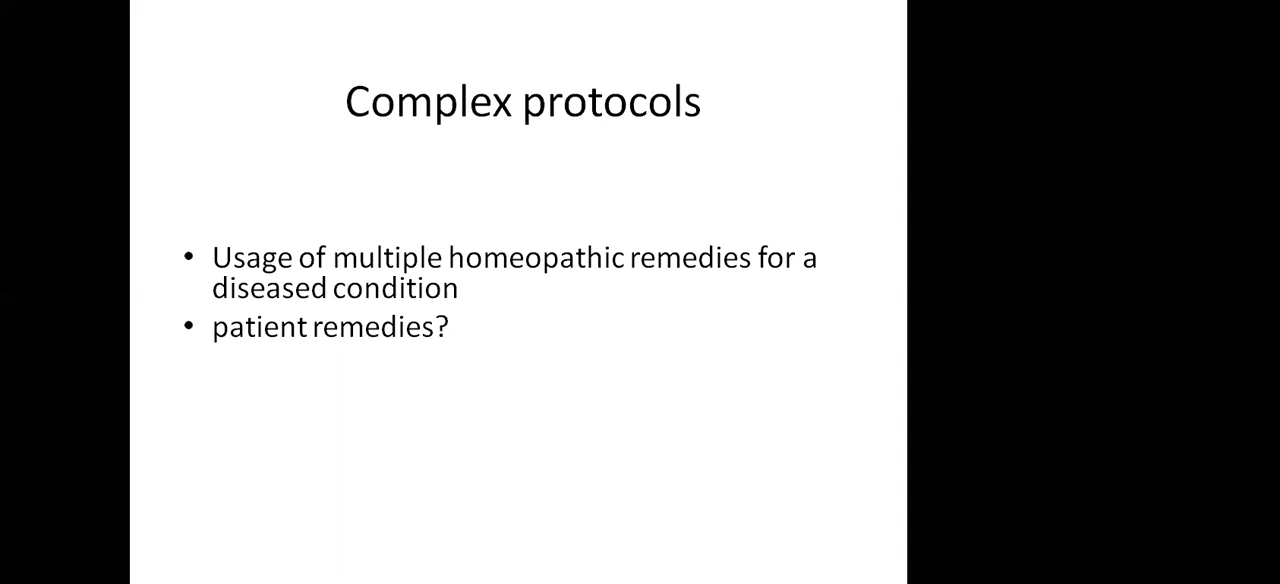 Complex protocols
• Usage of multiple homeopathic remedies for a
diseased condition
• patient remedies?